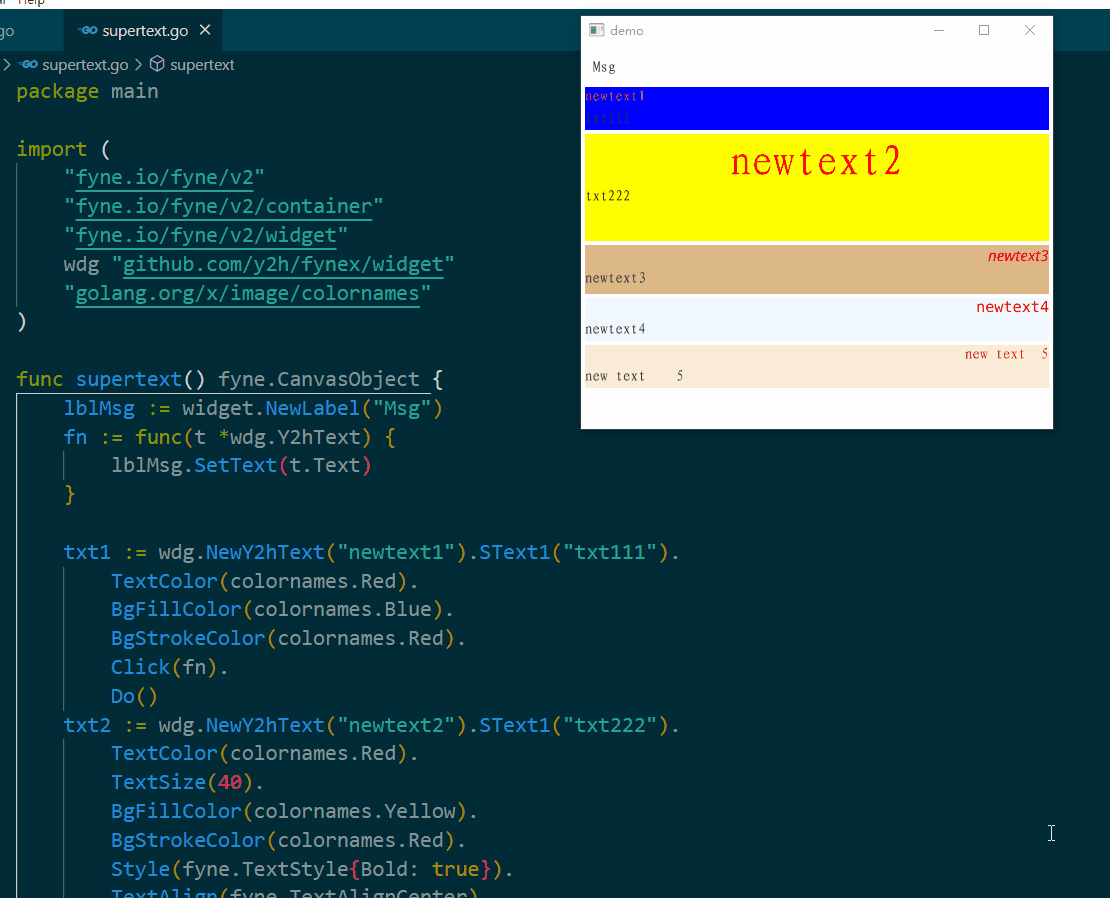 Help
go
supertext.go
supertext.go
supertext
package main
import (
"fyne.io/fyne/v2"
"fyne.io/fyne/v2/container"
"fyne.io/fyne/v2/widget"
wdg "github.com/y2h/fynex/widget"
"golang.org/x/image/colornames"
)
func supertext() fyne.CanvasObject {
lblMsg := widget.NewLabel("Msg")
fn := func(t *wdg.Y2hText) {
lblMsg.SetText(t.Text)
}
txt1 := wdg.NewY2hText("newtext1").SText1("txt111").
TextColor(colornames.Red).
BgFillColor(colornames.Blue).
BgStrokeColor(colornames.Red).
Click(fn).
Do()
txt2 := wdg.NewY2hText("newtext2").SText1("txt222").
TextColor(colornames.Red).
TextSize(40).
BgFillColor(colornames.Yellow).
BgStrokeColor(colornames.Red).
Style(fyne.TextStyle{Bold: true}).
TextAlign(fyne.TextAlignCenter)
demo
Msg
newtext1
txt111
newtext2
txt222
newtext3
newtext3
newtext4
newtext4
new text 5
new text 5